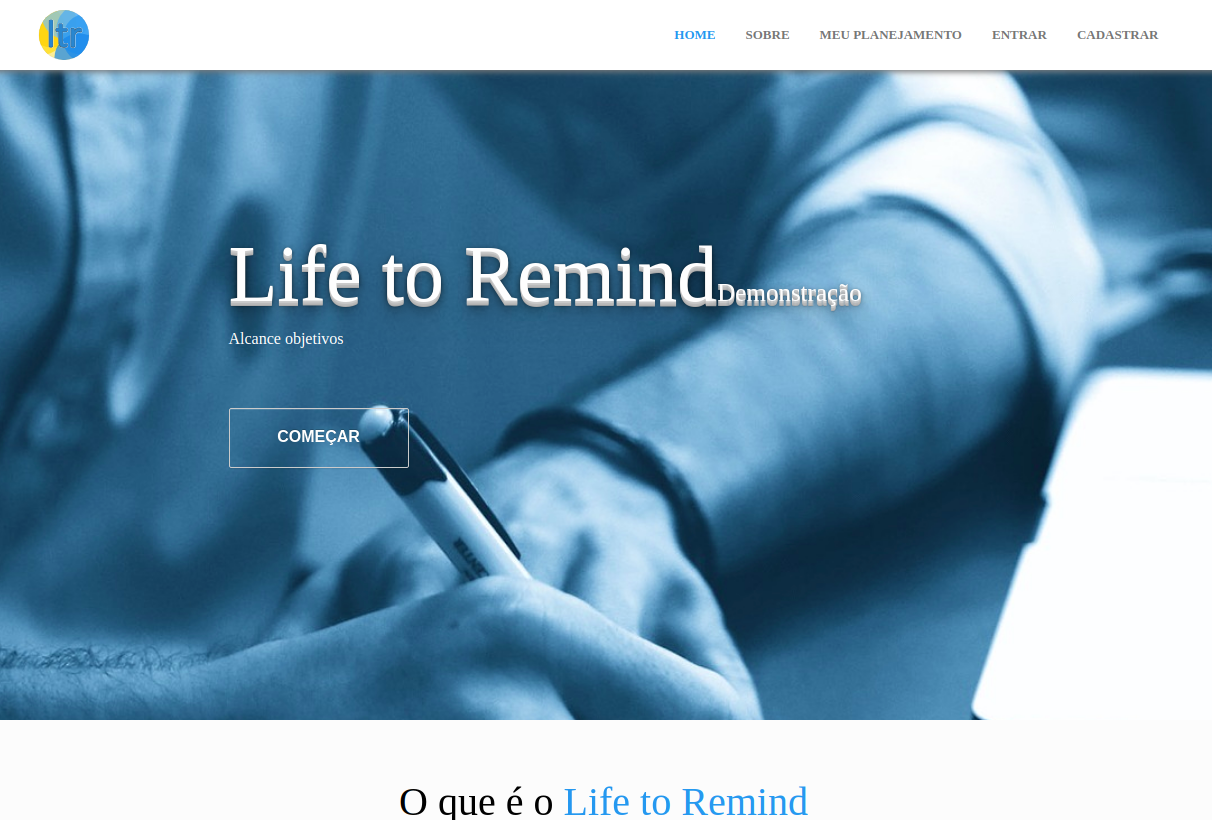 ltr
HOME SOBRE MEU PLANEJAMENTO ENTRAR CADASTRAR
Life to Remind Demonstração
Alcance objetivos
COMEÇAR
O que é o Life to Remind